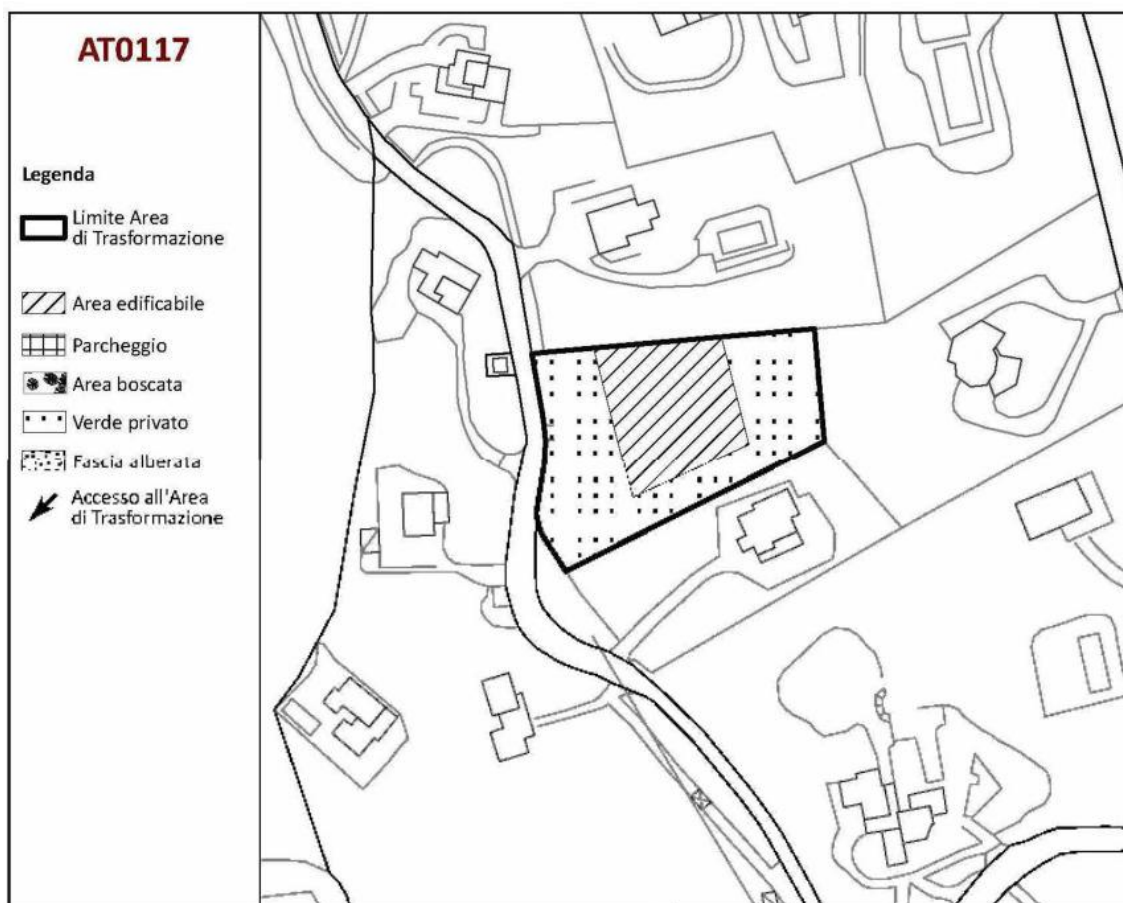 AT0117
Legenda
Limite Area
di Trasformazione
Area edificabile
Parcheggio
Area boscata
Verde privato
Fascia alberata
Accesso all'Area
di Trasformazione